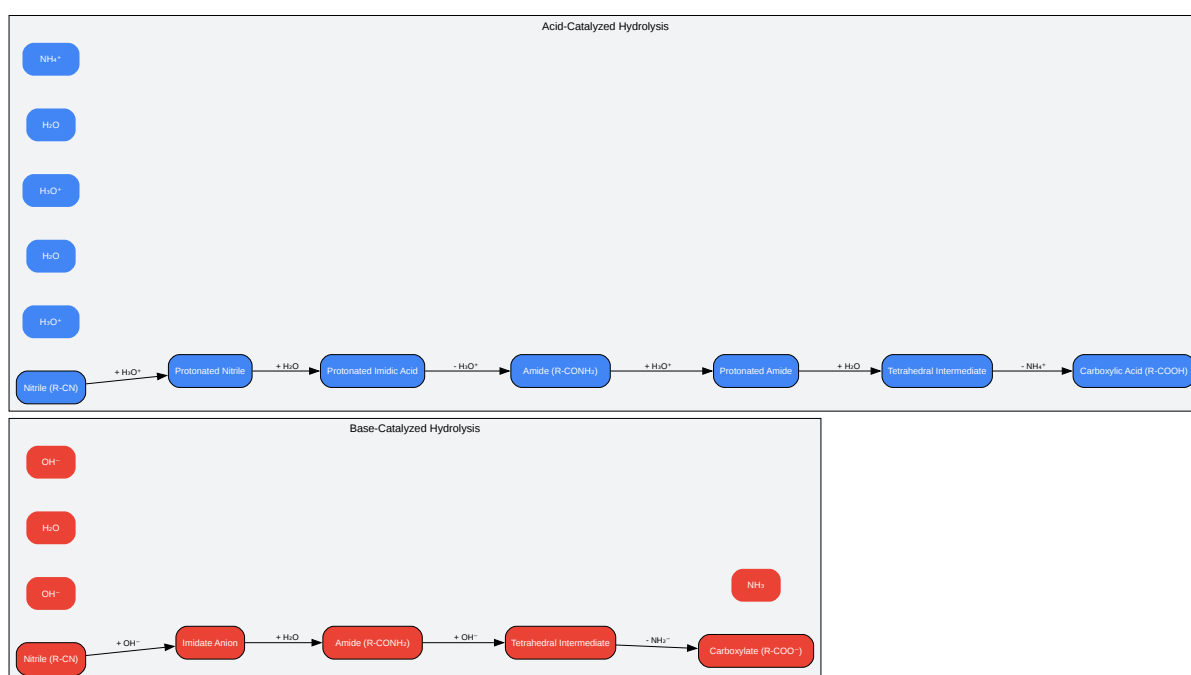 Acid-Catalyzed Hydrolysis
NH₄⁺
H₂O
H₃O⁺
H₂O
H₃O⁺
Nitrile (R-CN)
+ H₃O⁺
Protonated Nitrile
+ H₂O
Protonated Imidic Acid
- H₃O⁺
Amide (R-CONH₂)
+ H₃O⁺
Protonated Amide
+ H₂O
Tetrahedral Intermediate
- NH₄⁺
Carboxylic Acid (R-COOH)
Base-Catalyzed Hydrolysis
OH⁻
H₂O
OH⁻
NH₃
Nitrile (R-CN)
+ OH⁻
Imidate Anion
+ H₂O
Amide (R-CONH₂)
+ OH⁻
Tetrahedral Intermediate
- NH₂⁻
Carboxylate (R-COO⁻)